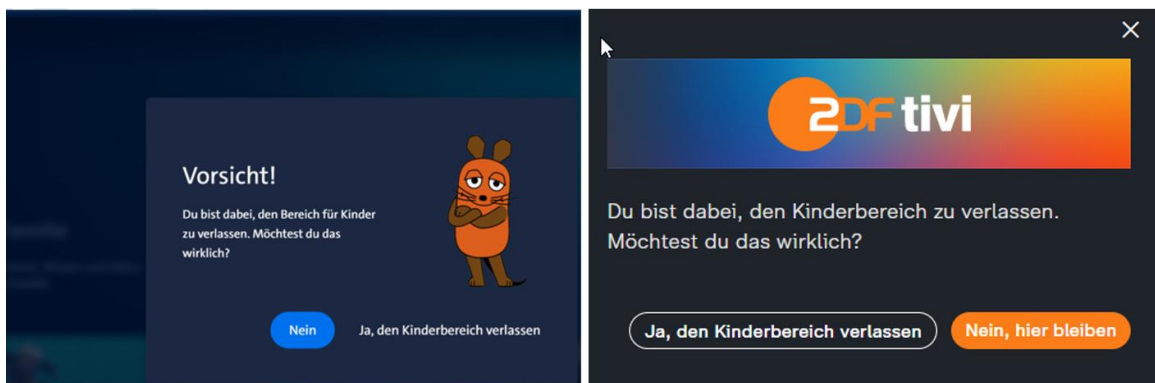 Vorsicht!
Du bist dabei, den Bereich für Kinder
zu verlassen. Möchtest du das
wirklich?
Nein
Ja, den Kinderbereich verlassen
2DF tivi
Du bist dabei, den Kinderbereich zu verlassen.
Möchtest du das wirklich?
Ja, den Kinderbereich verlassen
Nein, hier bleiben